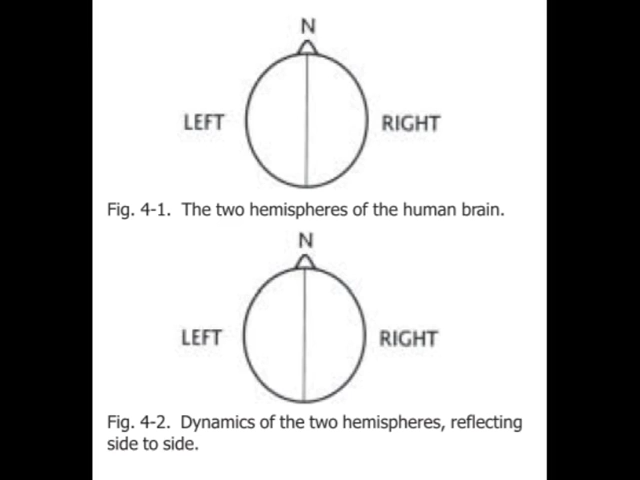 N
LEFT RIGHT
Fig. 4-1. The two hemispheres of the human brain.
N
LEFT RIGHT
Fig. 4-2. Dynamics of the two hemispheres, reflecting
side to side.